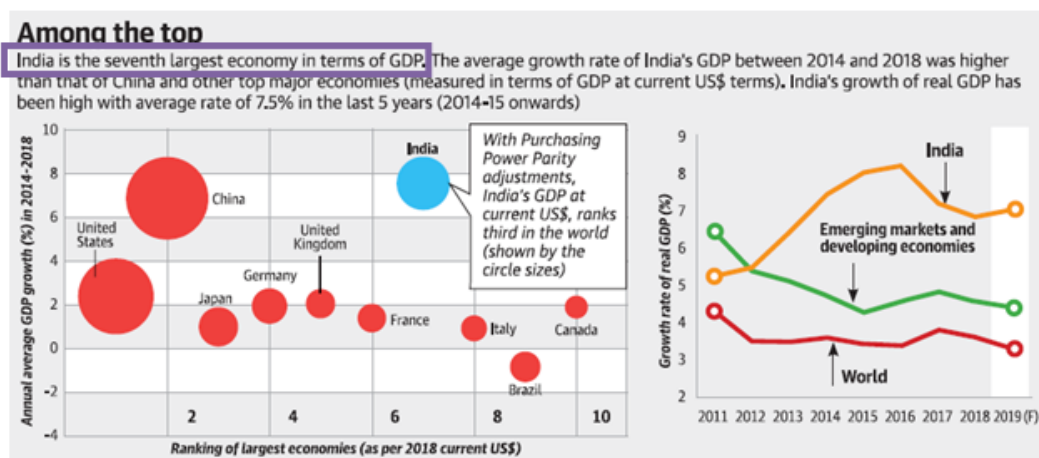 Among the top
India is the seventh largest economy in terms of GDP. The average growth rate of India's GDP between 2014 and 2018 was higher
than that of China and other top major economies (measured in terms of GDP at current US$ terms). India's growth of real GDP has
been high with average rate of 7.5% in the last 5 years (2014-15 onwards)
Annual average GDP growth (%) in 2014-2018
10
8
6
4
2
0
-2
-4
United
States
China
Japan
Germany
United
Kingdom
France
India
Italy
Brazil
Canada
With Purchasing
Power Parity
adjustments,
India's GDP at
current US$, ranks
third in the world
(shown by the
circle sizes)
2 4 6 8 10
Ranking of largest economies (as per 2018 current US$)
Growth rate of real GDP (%)
9
8
7
6
5
4
3
2
India
Emerging markets and
developing economies
World
2011 2012 2013 2014 2015 2016 2017 2018 2019 (F)